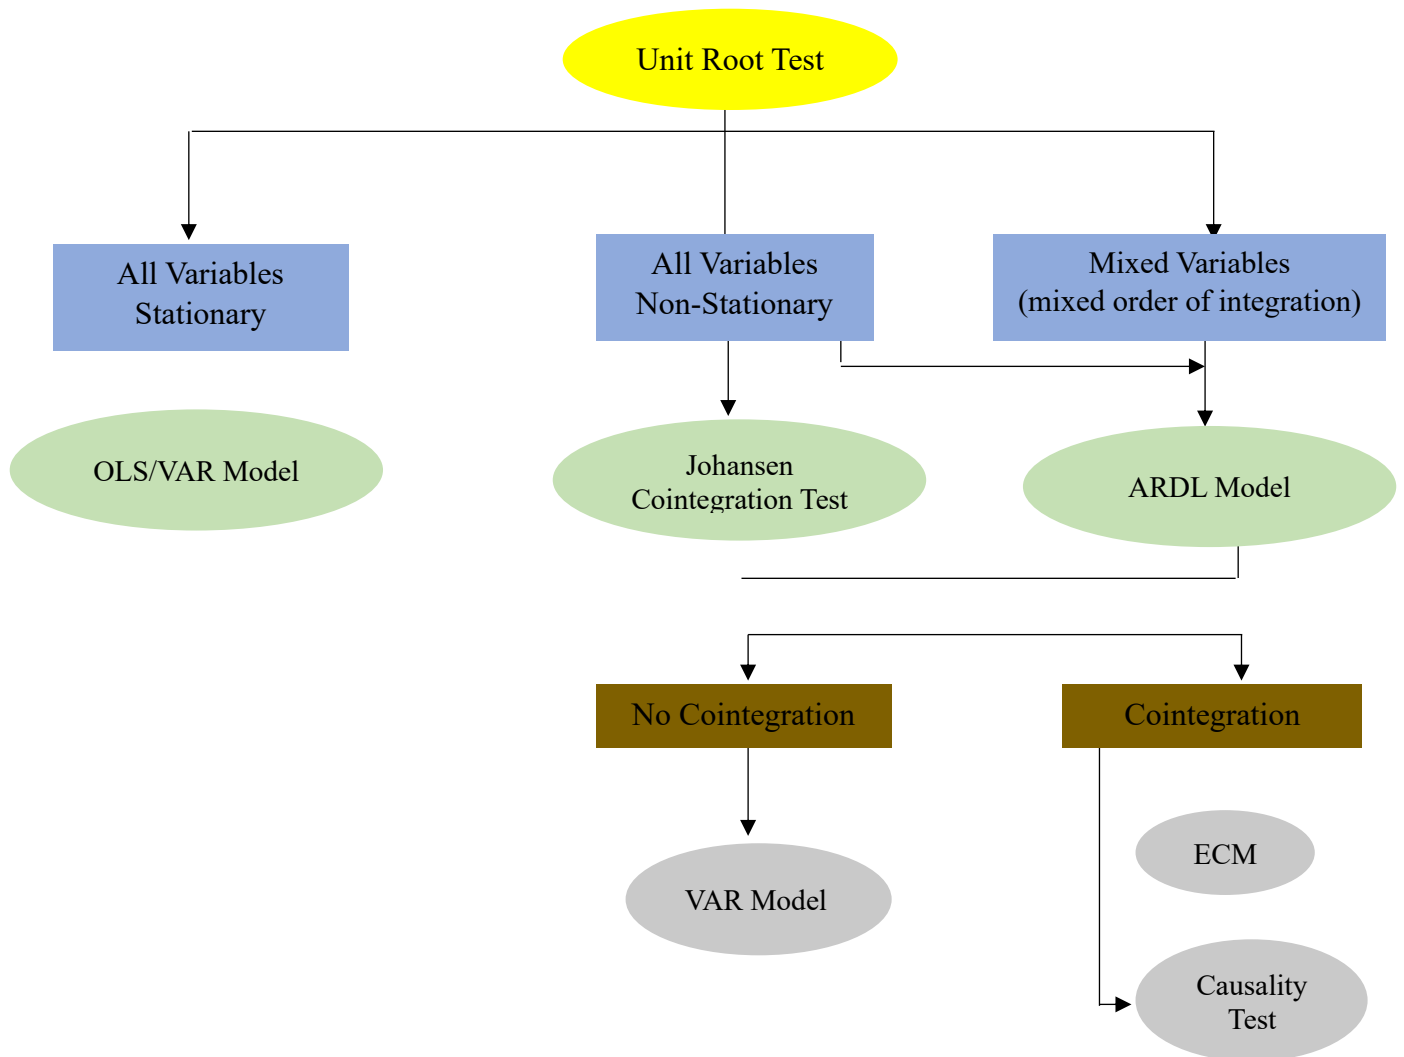 Unit Root Test
All Variables
Stationary
All Variables
Non-Stationary
Mixed Variables
(mixed order of integration)
OLS/VAR Model
Johansen
Cointegration Test
ARDL Model
No Cointegration
Cointegration
VAR Model
ECM
Causality
Test